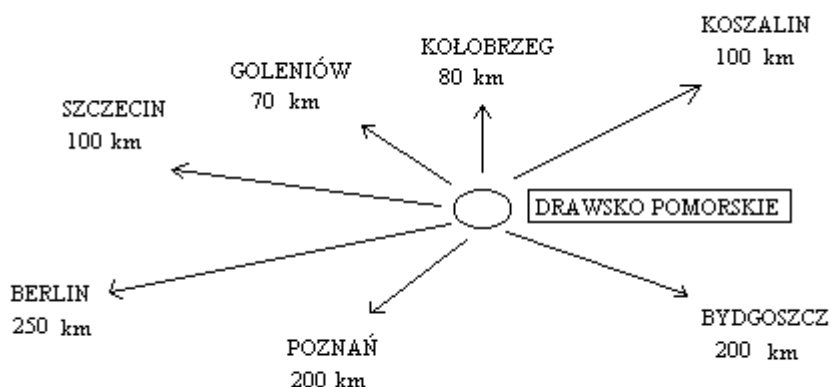 KOSZALIN
100 km
KOŁOBRZEG
80 km
GOLENIÓW
70 km
SZCZECIN
100 km
DRAWSKO POMORSKIE
BERLIN
250 km
POZNAŃ
200 km
BYDGOSZCZ
200 km